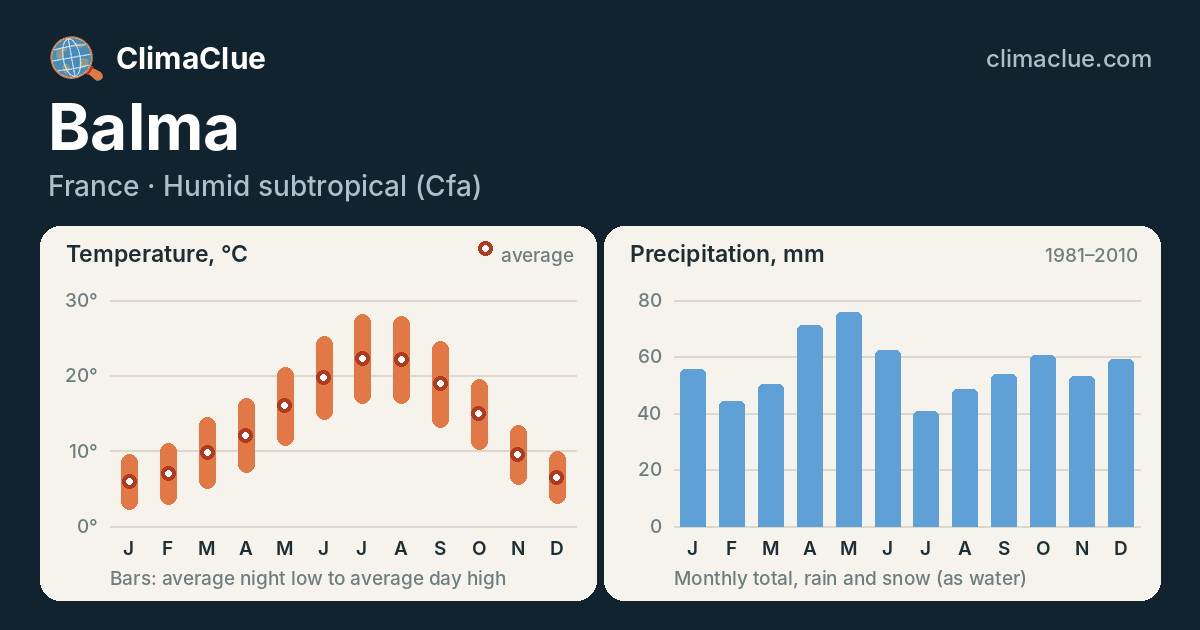 ClimaClue
climaclue.com
Balma
France · Humid subtropical (Cfa)
Temperature, °C
average
30°
20°
10°
0°
J F M A M J J A S O N D
Bars: average night low to average day high
Precipitation, mm
1981–2010
80
60
40
20
0
J F M A M J J A S O N D
Monthly total, rain and snow (as water)